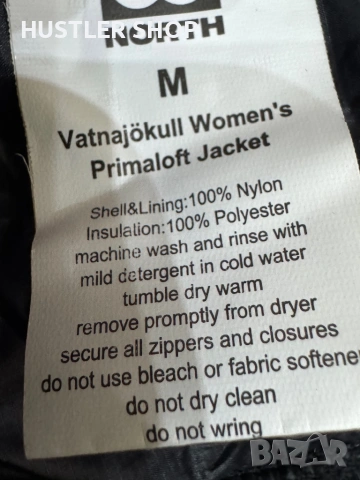 HUSTLER SHOP
NORTH
M
Vatnajökull Women's
Primaloft Jacket
Shell&Lining:100% Nylon
Insulation:100% Polyester
machine wash and rinse with
mild detergent in cold water
tumble dry warm
remove promptly from dryer
secure all zippers and closures
do not use bleach or fabric softene
do not dry clean
do not wring
BAZAR